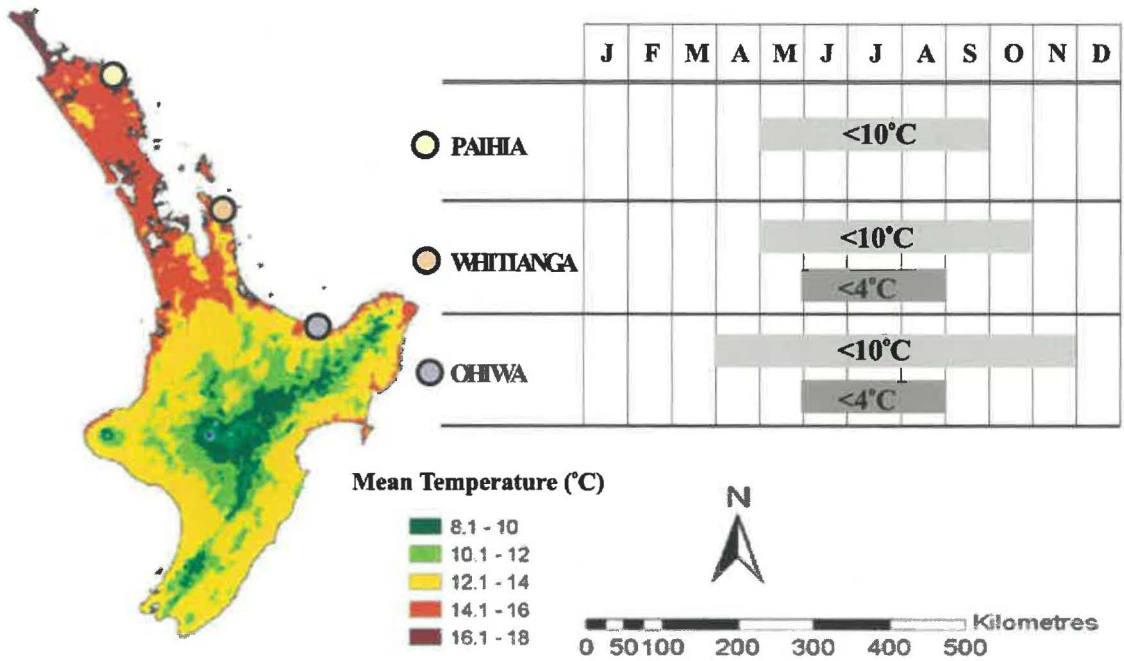 J F M A M J J A S O N D
PAIHIA
<10°C
WHITIANGA
<10°C
<4°C
OHIWA
<10°C
<4°C
Mean Temperature (°C)
8.1 - 10
10.1 - 12
12.1 - 14
14.1 - 16
16.1 - 18
N
Kilometres
0 50 100 200 300 400 500